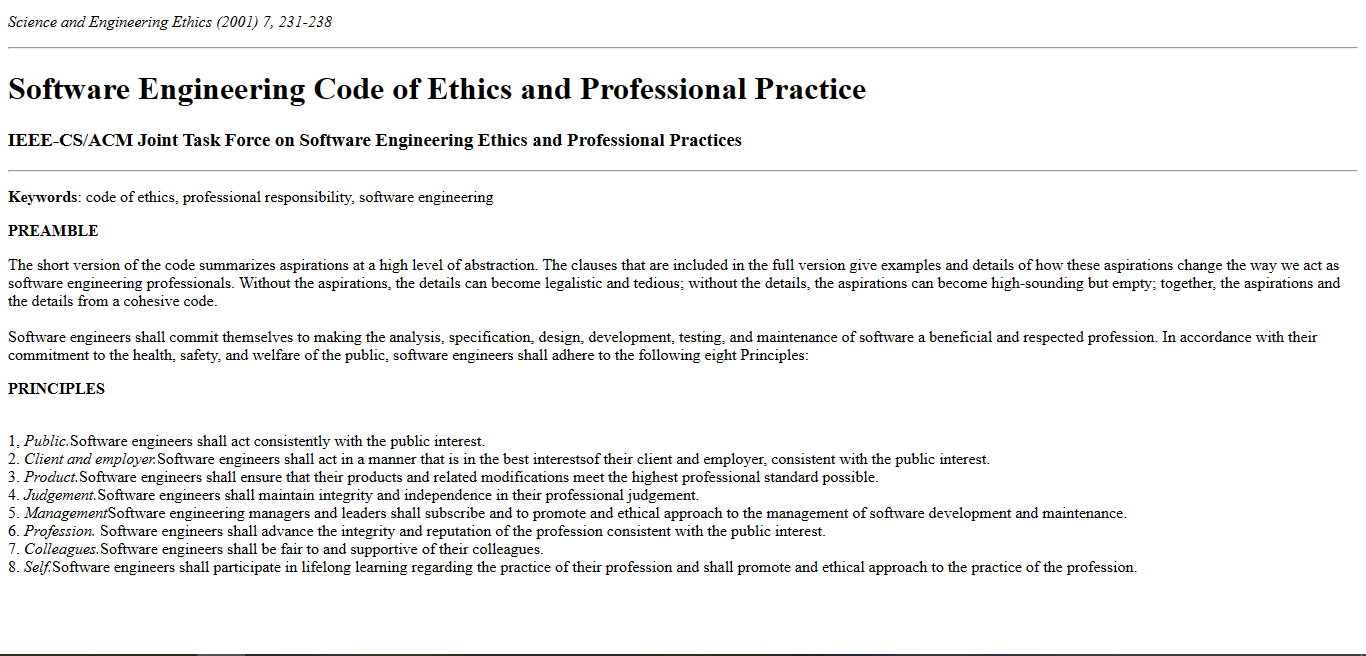 Science and Engineering Ethics (2001) 7, 231-238
Software Engineering Code of Ethics and Professional Practice
IEEE-CS/ACM Joint Task Force on Software Engineering Ethics and Professional Practices
Keywords: code of ethics, professional responsibility, software engineering
PREAMBLE
The short version of the code summarizes aspirations at a high level of abstraction. The clauses that are included in the full version give examples and details of how these aspirations change the way we act as
software engineering professionals. Without the aspirations, the details can become legalistic and tedious; without the details, the aspirations can become high-sounding but empty; together, the aspirations and
the details from a cohesive code.
Software engineers shall commit themselves to making the analysis, specification, design, development, testing, and maintenance of software a beneficial and respected profession. In accordance with their
commitment to the health, safety, and welfare of the public, software engineers shall adhere to the following eight Principles:
PRINCIPLES
1, Public.Software engineers shall act consistently with the public interest.
2. Client and employer.Software engineers shall act in a manner that is in the best interestsof their client and employer, consistent with the public interest.
3. Product.Software engineers shall ensure that their products and related modifications meet the highest professional standard possible.
4. Judgement.Software engineers shall maintain integrity and independence in their professional judgement.
5. ManagementSoftware engineering managers and leaders shall subscribe and to promote and ethical approach to the management of software development and maintenance.
6. Profession. Software engineers shall advance the integrity and reputation of the profession consistent with the public interest.
7. Colleagues.Software engineers shall be fair to and supportive of their colleagues.
8. Self.Software engineers shall participate in lifelong learning regarding the practice of their profession and shall promote and ethical approach to the practice of the profession.